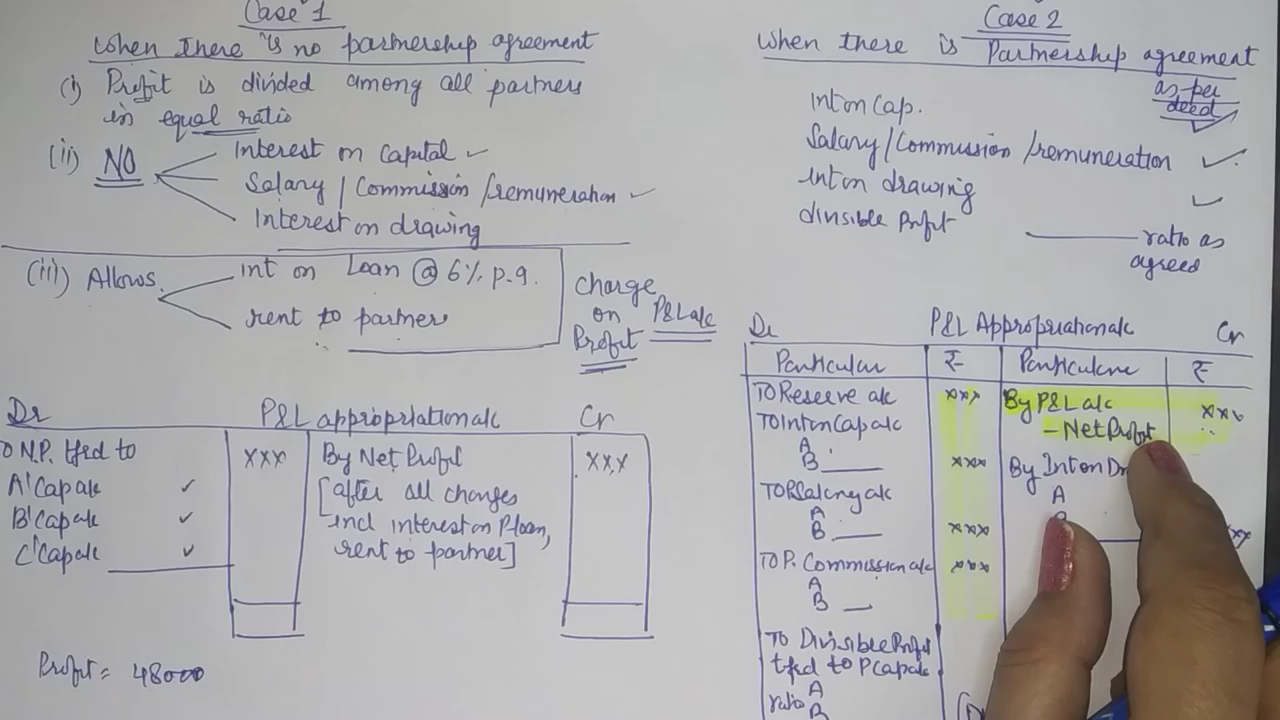 Case 1
When there is no partnership agreement
(i) Profit is divided among all partners
in equal ratio
(ii) NO
Interest on Capital
Salary / Commission /remuneration
Interest on drawing
(iii) Allows.
int on Loan @ 6% p.a.
rent to partner
Charge on Profit
P&L a/c
Dr P&L appropriation a/c Cr
To N.P. tfrd to XXX By Net Profit XXX
A' Cap a/c [after all changes
B' Cap a/c incl interest on P loan,
C' Cap a/c rent to partner]
Profit = 48000
Case 2
When there is Partnership agreement
as per deed
Int on Cap.
Salary / Commission /remuneration
Int on drawing
divisible Profit ratio as agreed
Dr P&L Appropriation a/c Cr
Particular ₹ Particular ₹
To Reserve a/c xxx By P&L a/c xxx
- Net Profit
To Int on Cap a/c By Int on Dr
A A
B xxx B xx
To P. Salary a/c
A
B xxx
To P. Commission a/c xxx
A
B
To Divisible Profit
tfrd to P Cap a/c
ratio A
B